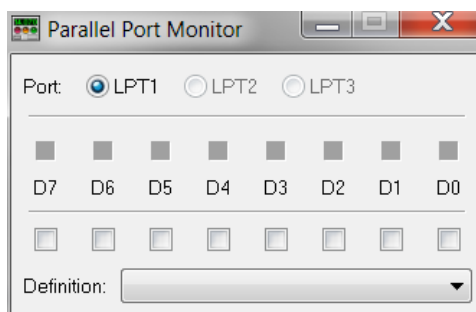 Parallel Port Monitor
Port: LPT1 LPT2 LPT3
D7 D6 D5 D4 D3 D2 D1 D0
Definition: